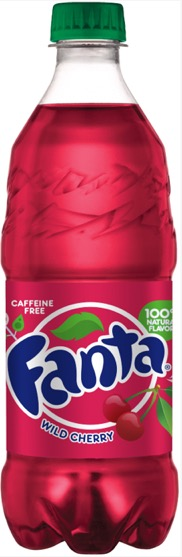 CAFFEINE
FREE
100%
NATURAL
FLAVORS
Fanta®
WILD CHERRY